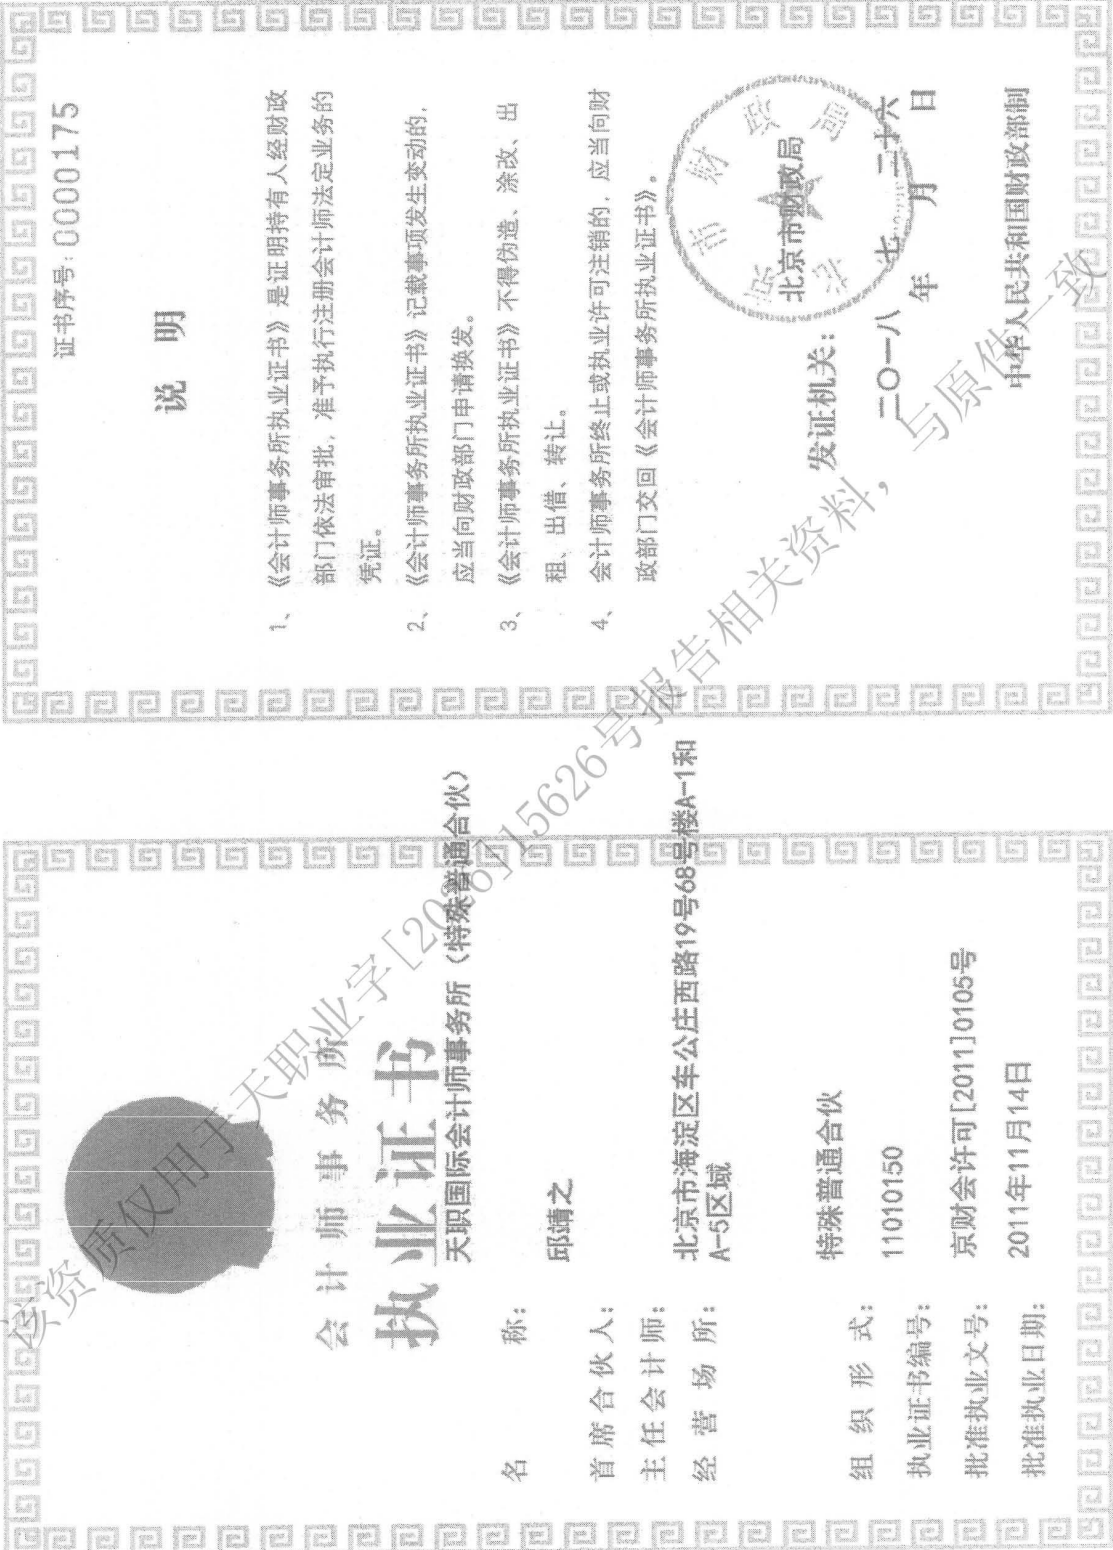 会计师事务所
执业证书
名称：
天职国际会计师事务所（特殊普通合伙）
首席合伙人：
邱靖之
主任会计师：
经营场所：
北京市海淀区车公庄西路19号68号楼A-1和
A-5区域
组织形式：
特殊普通合伙
执业证书编号：
11010150
批准执业文号：
京财会许可[2011]0105号
批准执业日期：
2011年11月14日
证书序号：0000175
说明
1、《会计师事务所执业证书》是证明持有人经财政
部门依法审批，准予执行注册会计师法定业务的
凭证。
2、《会计师事务所执业证书》记载事项发生变动的，
应当向财政部门申请换发。
3、《会计师事务所执业证书》不得伪造、涂改、出
租、出借、转让。
4、会计师事务所终止或执业许可注销的，应当向财
政部门交回《会计师事务所执业证书》。
发证机关：
北京市财政局
北京市财政局
二〇一八年七月二十六日
中华人民共和国财政部制
该资质仅用于天职业字[2026]15626号报告相关资料，与原件一致